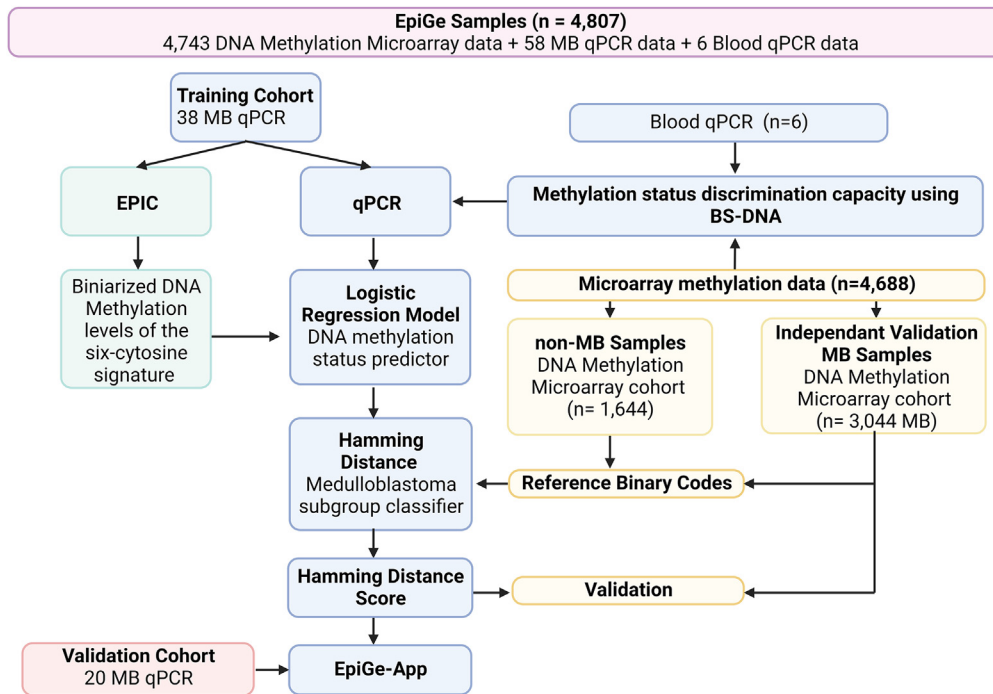 EpiGe Samples (n = 4,807)
4,743 DNA Methylation Microarray data + 58 MB qPCR data + 6 Blood qPCR data
Training Cohort
38 MB qPCR
Blood qPCR (n=6)
EPIC
qPCR
Methylation status discrimination capacity using
BS-DNA
Biniarized DNA
Methylation
levels of the
six-cytosine
signature
Logistic
Regression Model
DNA methylation
status predictor
Microarray methylation data (n=4,688)
non-MB Samples
DNA Methylation
Microarray cohort
(n= 1,644)
Independant Validation
MB Samples
DNA Methylation
Microarray cohort
(n= 3,044 MB)
Hamming
Distance
Medulloblastoma
subgroup classifier
Reference Binary Codes
Hamming Distance
Score
Validation
Validation Cohort
20 MB qPCR
EpiGe-App